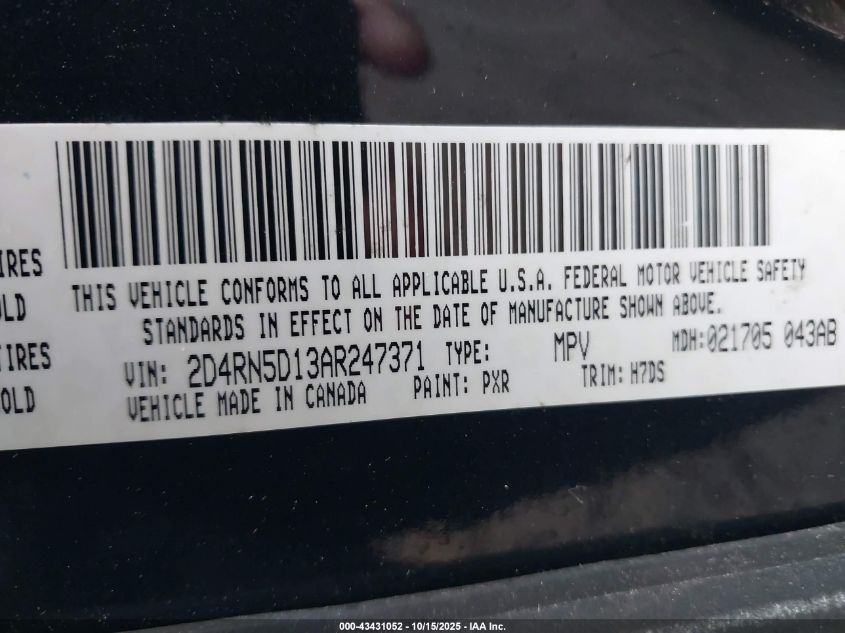 IRES
OLD
IRES
OLD
THIS VEHICLE CONFORMS TO ALL APPLICABLE U.S.A. FEDERAL MOTOR VEHICLE SAFETY
STANDARDS IN EFFECT ON THE DATE OF MANUFACTURE SHOWN ABOVE.
VIN: 2D4RN5D13AR247371 TYPE: MPV MDH:021705 043AB
VEHICLE MADE IN CANADA PAINT: PXR TRIM: H7DS
000-43431052 - 10/15/2025 - IAA Inc.